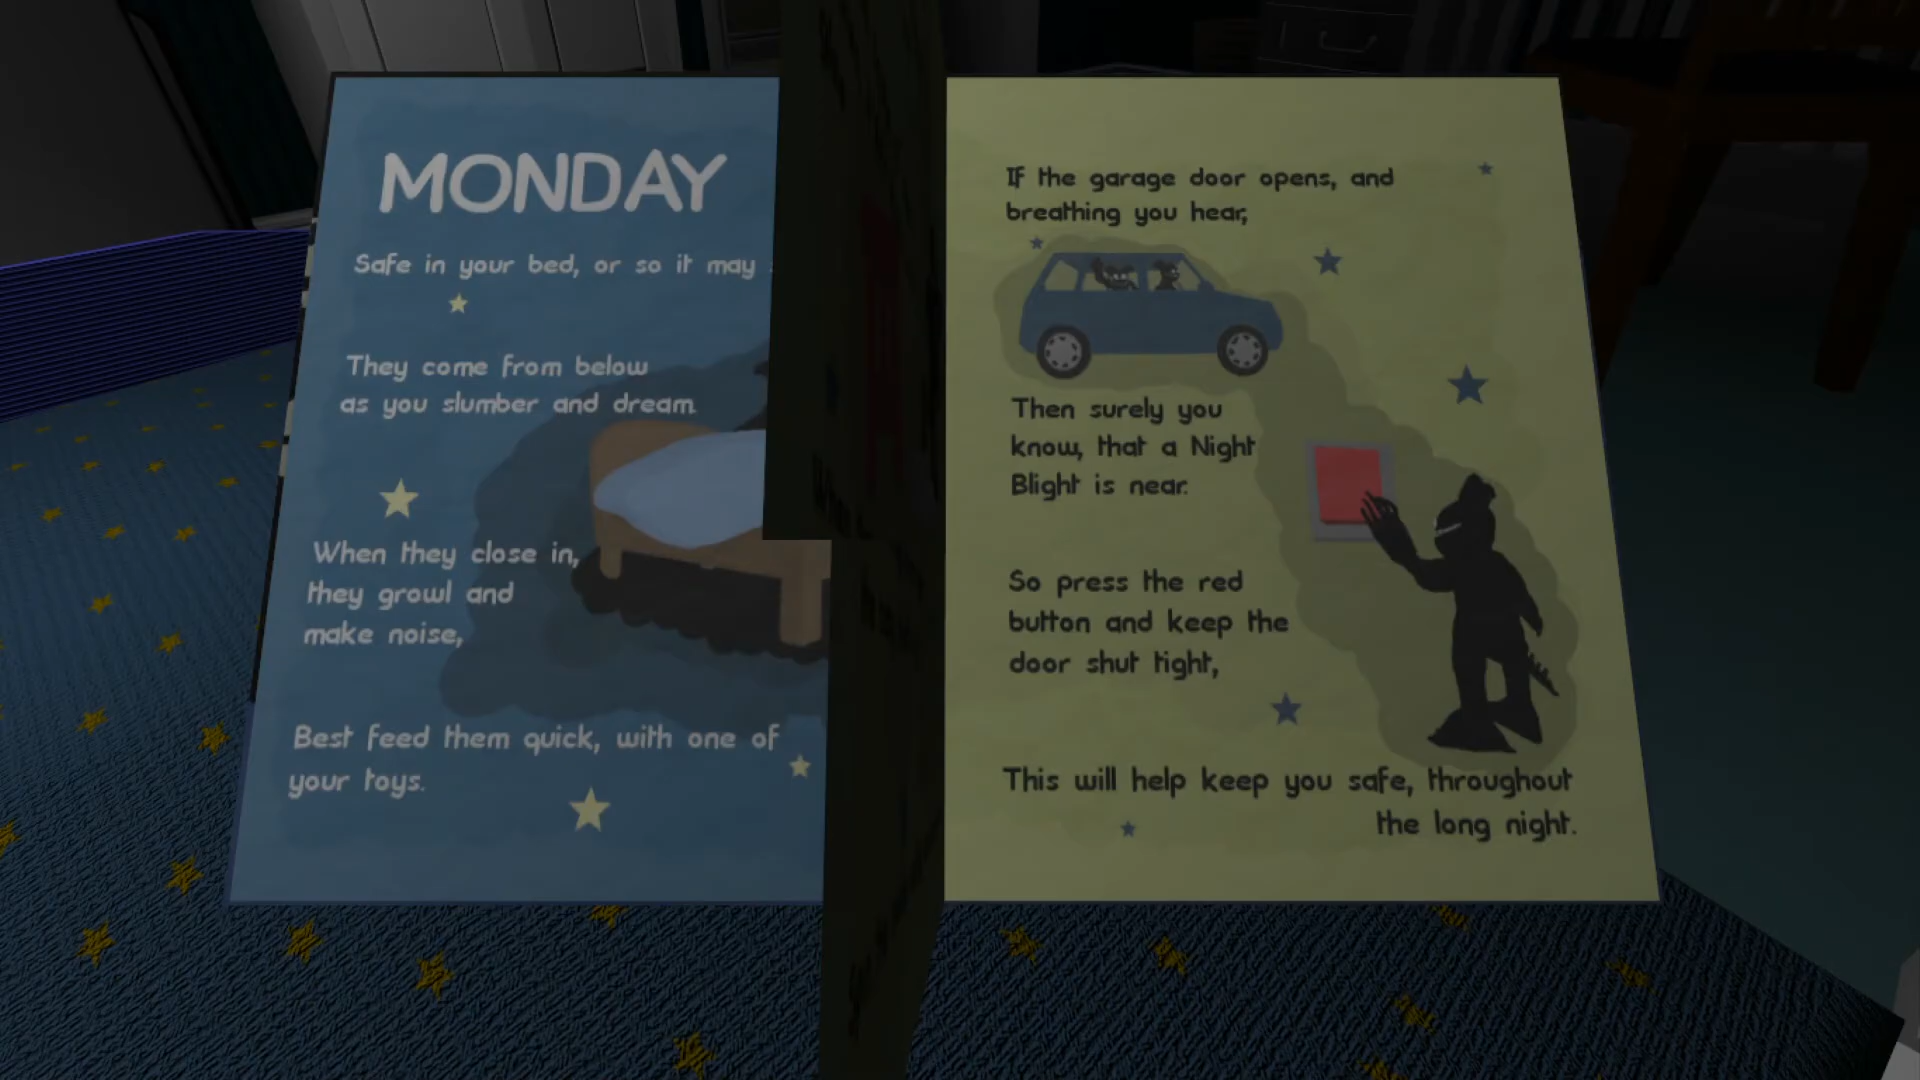 MONDAY
Safe in your bed, or so it may
They come from below
as you slumber and dream.
When they close in,
they growl and
make noise,
Best feed them quick, with one of
your toys.
If the garage door opens, and
breathing you hear,
Then surely you
know, that a Night
Blight is near.
So press the red
button and keep the
door shut tight,
This will help keep you safe, throughout
the long night.